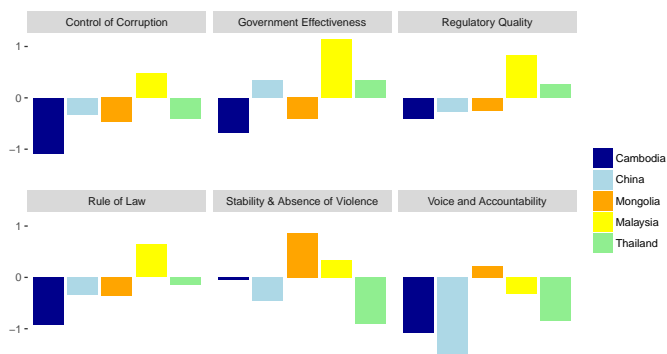 Control of Corruption
Government Effectiveness
Regulatory Quality
1
0
−1
Cambodia
China
Mongolia
Malaysia
Thailand
Rule of Law
Stability & Absence of Violence
Voice and Accountability
1
0
−1